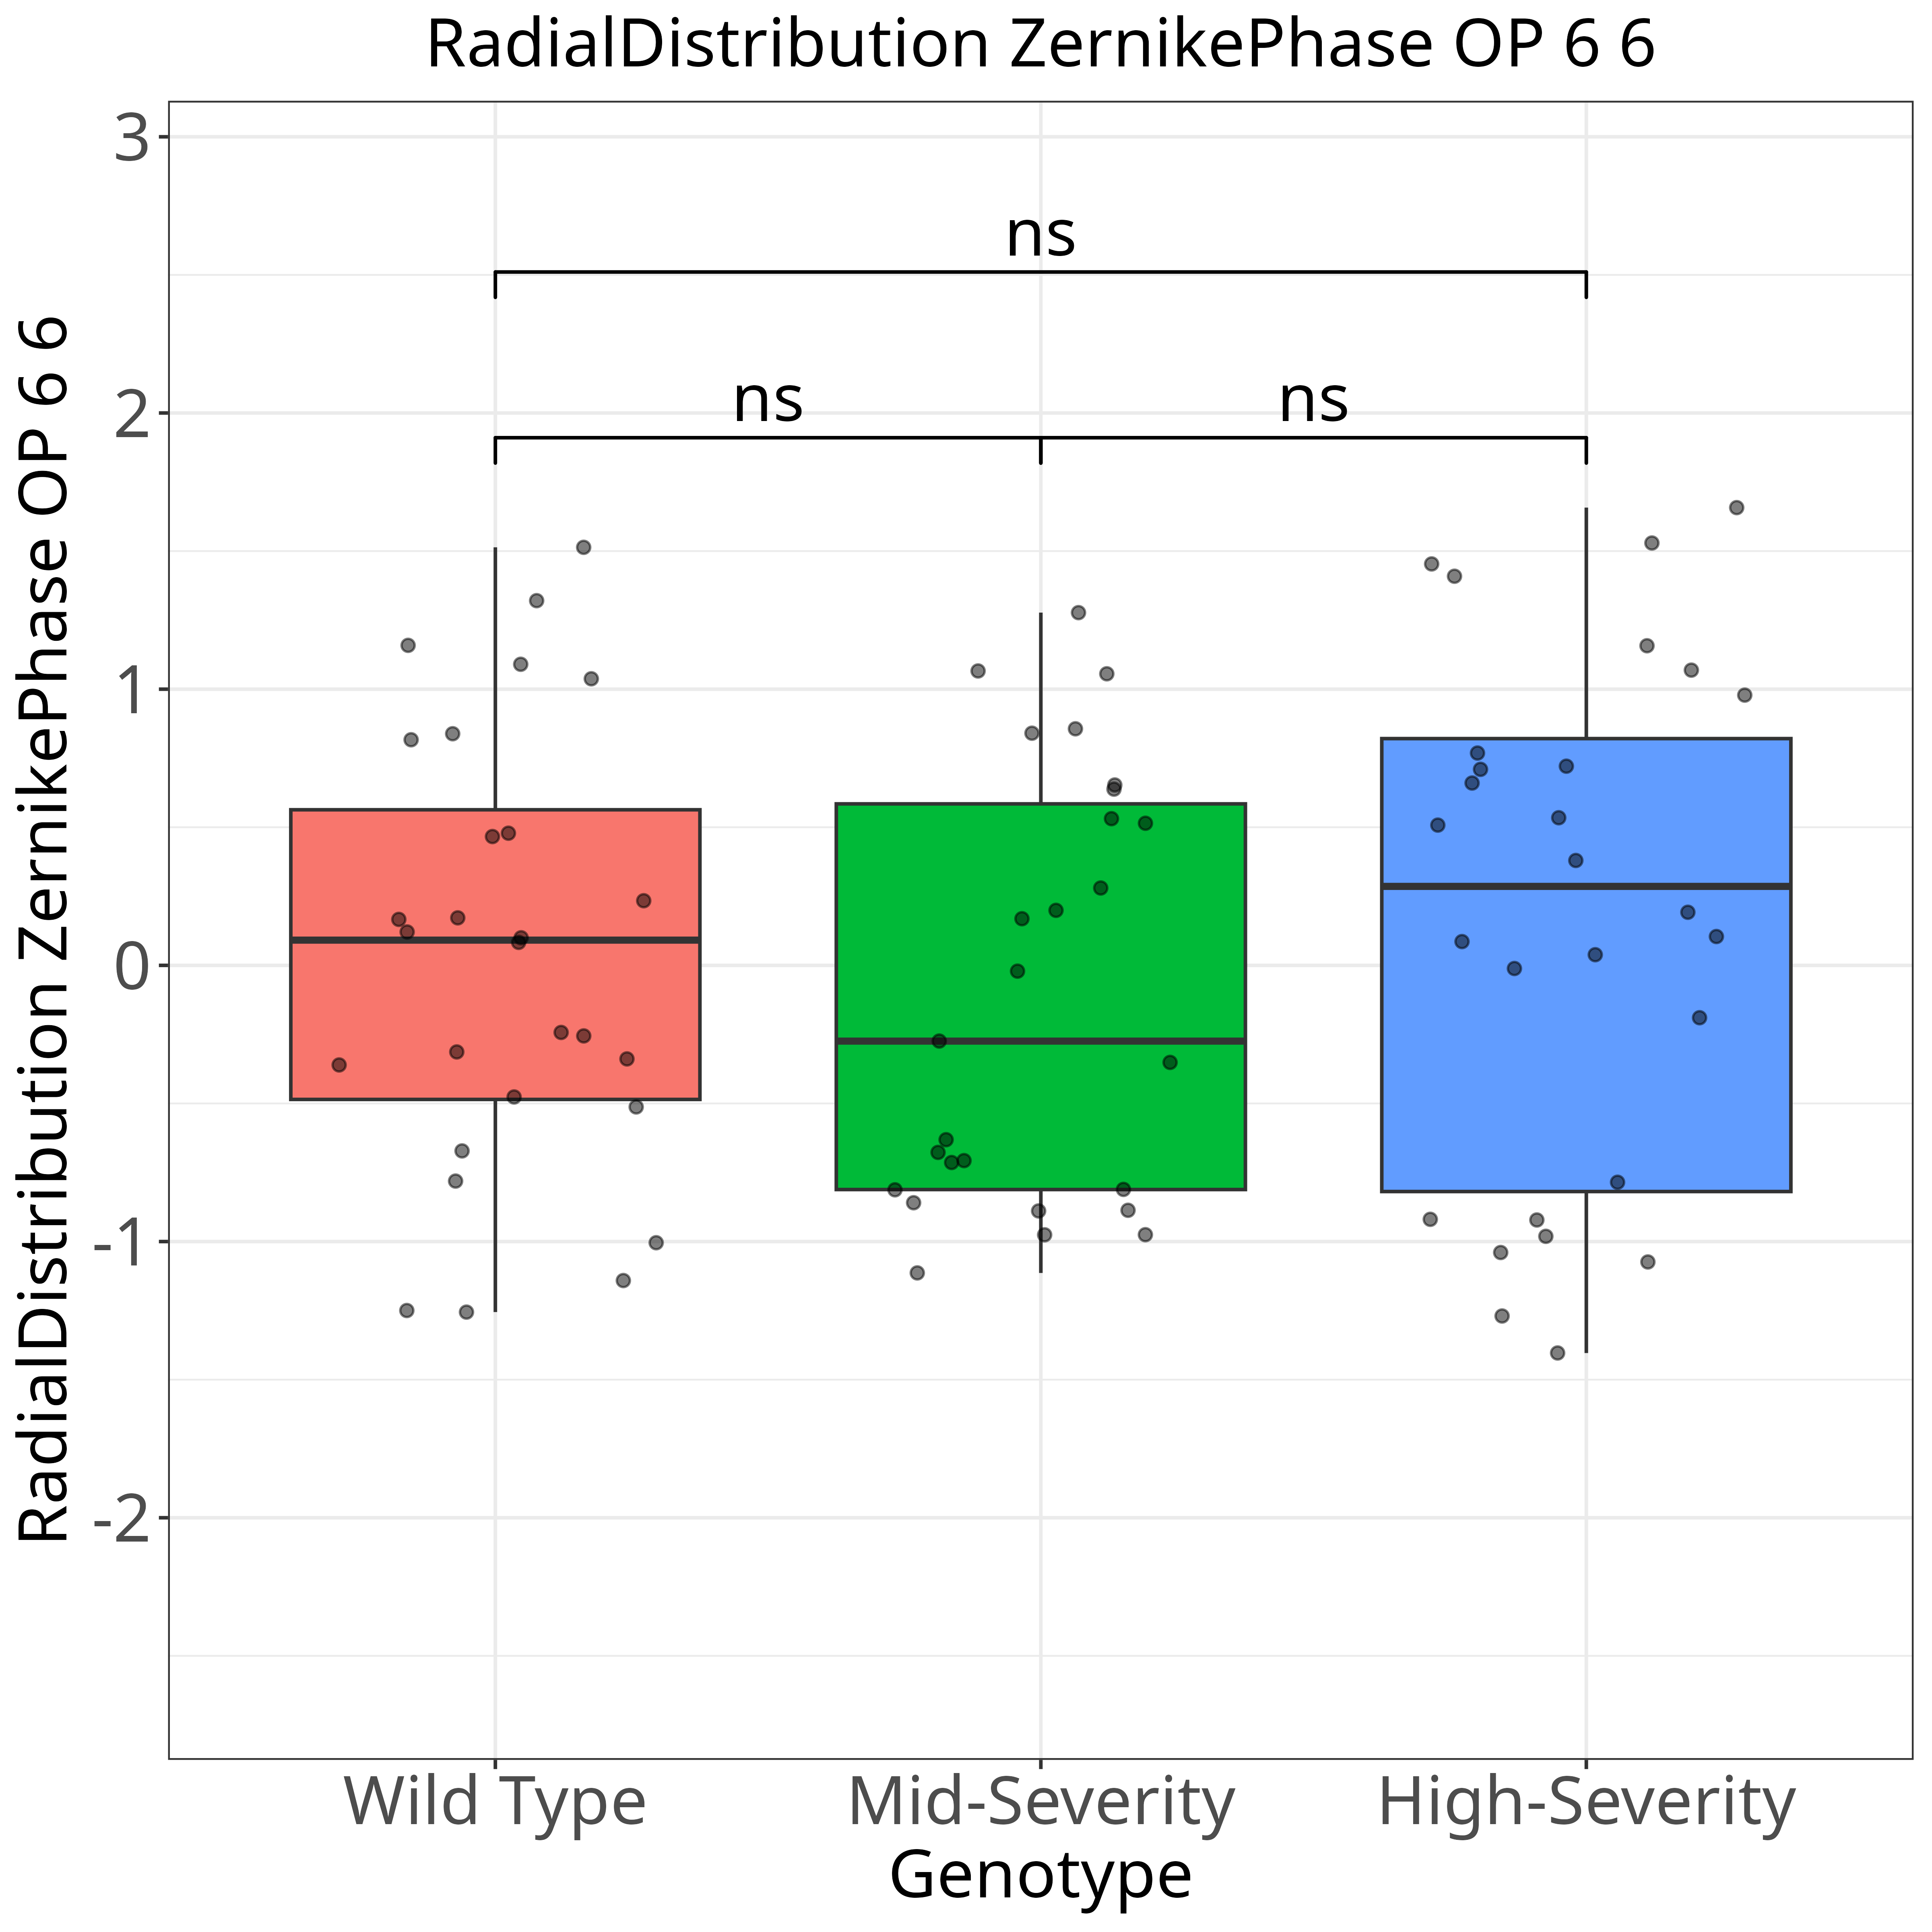 RadialDistribution ZernikePhase OP 6 6
RadialDistribution ZernikePhase OP 6 6
3
2
1
0
-1
-2
ns
ns
ns
Wild Type
Mid-Severity
High-Severity
Genotype